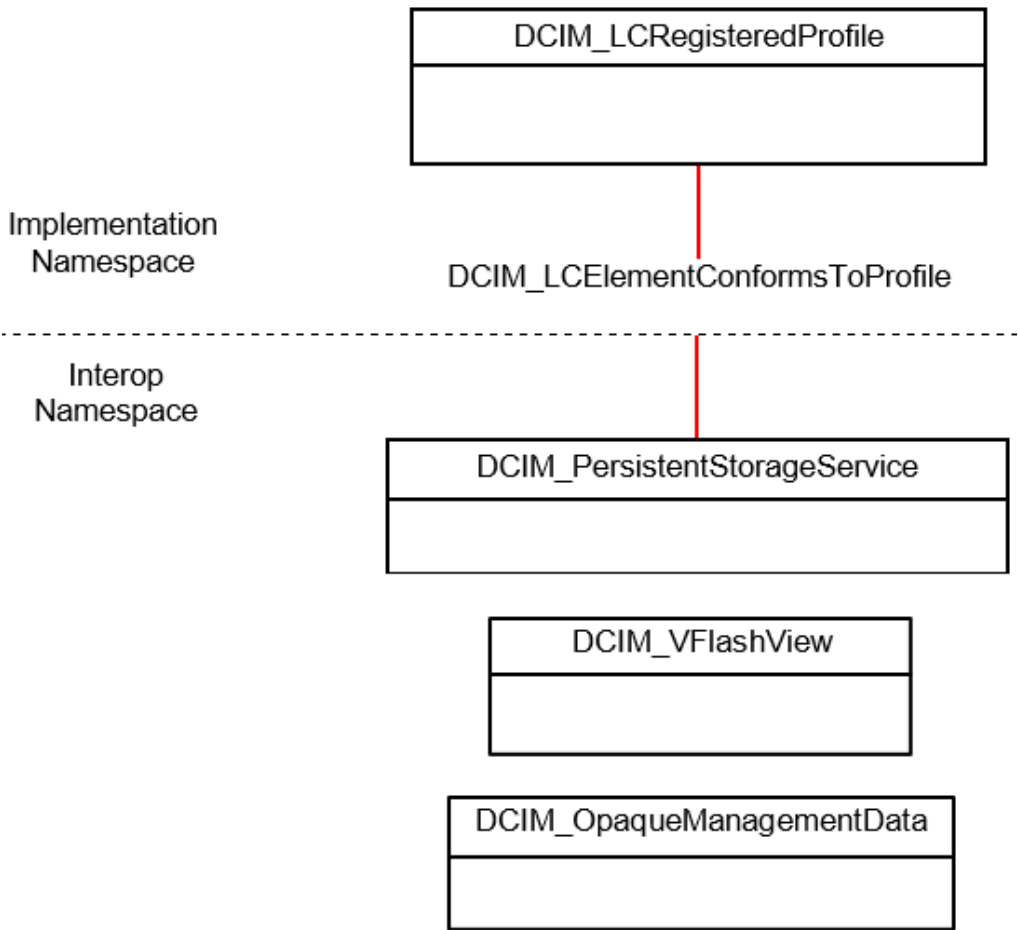 DCIM_LCRegisteredProfile
Implementation
Namespace
DCIM_LCElementConformsToProfile
Interop
Namespace
DCIM_PersistentStorageService
DCIM_VFlashView
DCIM_OpaqueManagementData